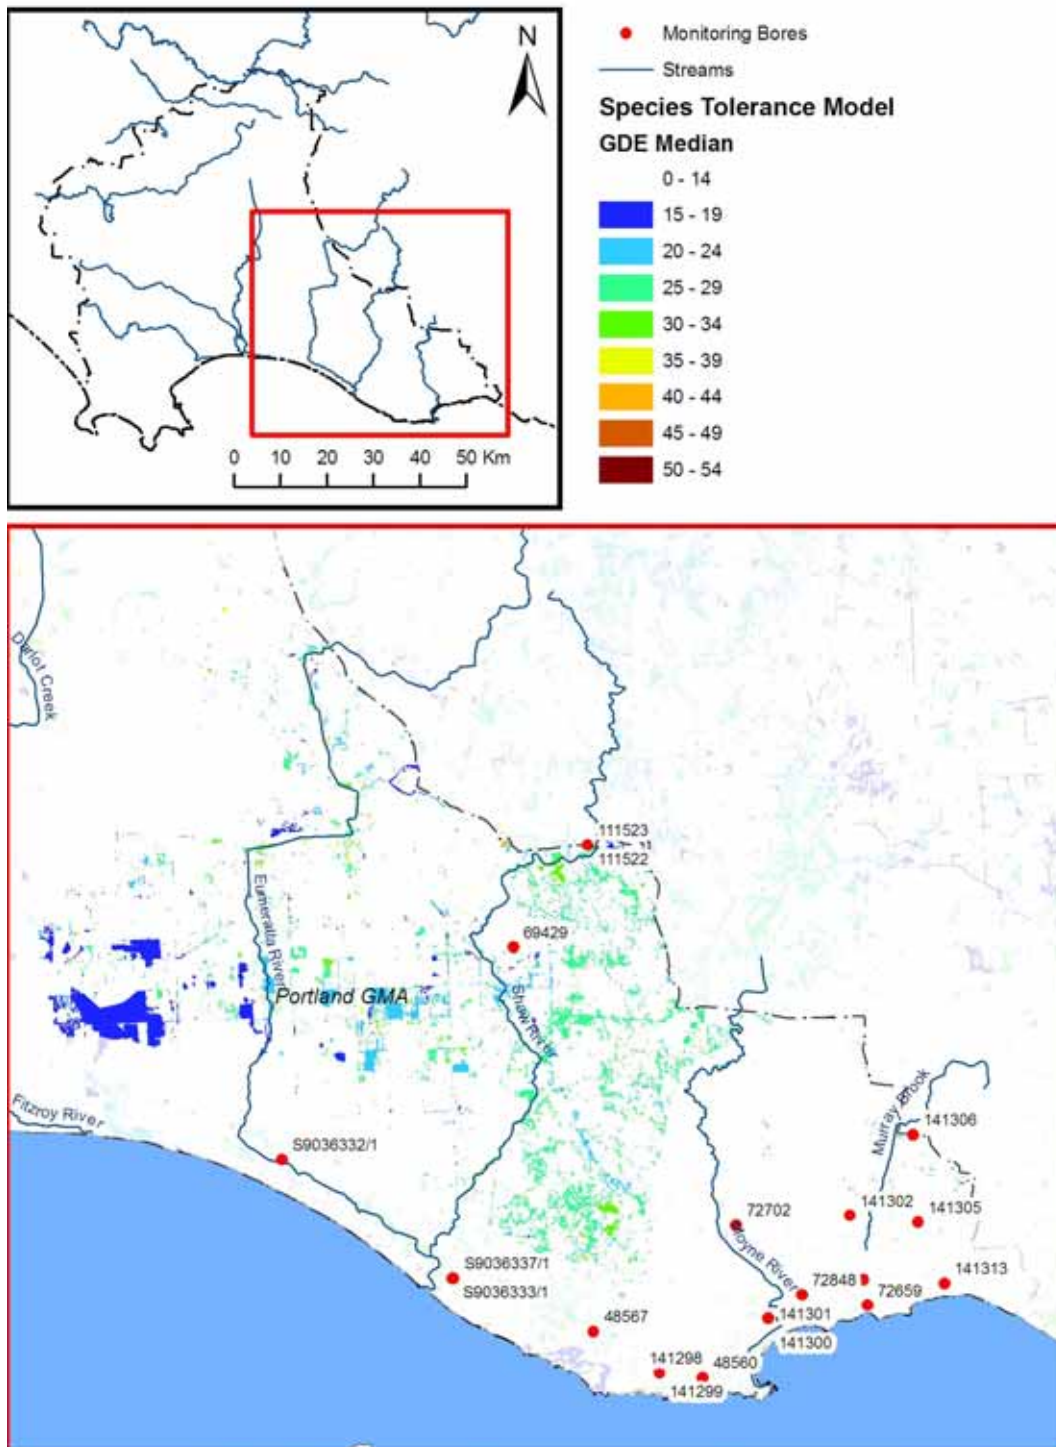 N
0 10 20 30 40 50 Km
Monitoring Bores
Streams
Species Tolerance Model
GDE Median
0 - 14
15 - 19
20 - 24
25 - 29
30 - 34
35 - 39
40 - 44
45 - 49
50 - 54
Darlot Creek
111523
111522
69429
Eumeralla River
Portland GMA
Shaw River
Fitzroy River
Murray Brook
141306
S9036332/1
141302
141305
72702
Moyne River
S9036337/1
S9036333/1
72848
141313
72659
48567
141301
141300
141298
48560
141299